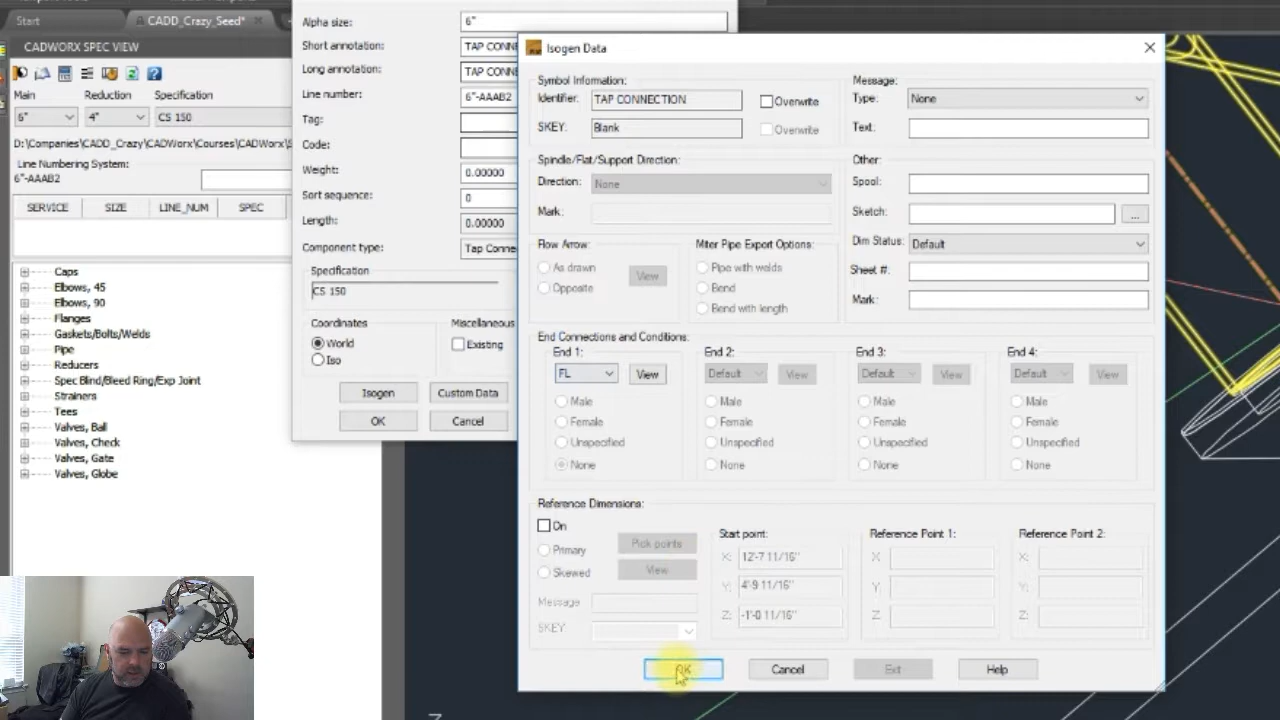 Start
CADD_Crazy_Seed*
CADWORX SPEC VIEW
Main
Reduction
Specification
6"
4"
CS 150
D:\Companies\CADD_Crazy\CADWorx\Courses\CADWorx\S
Line Numbering System:
6"-AAAB2
SERVICE
SIZE
LINE_NUM
SPEC
Caps
Elbows, 45
Elbows, 90
Flanges
Gaskets/Bolts/Welds
Pipe
Reducers
Spec Blind/Bleed Ring/Exp Joint
Strainers
Tees
Valves, Ball
Valves, Check
Valves, Gate
Valves, Globe
Alpha size:
6"
Short annotation:
TAP CONN
Long annotation:
TAP CONN
Line number:
6"-AAAB2
Tag:
Code:
Weight:
0.00000
Sort sequence:
0
Length:
0.00000
Component type:
Tap Conne
Specification
CS 150
Coordinates
World
Iso
Miscellaneous
Existing
Isogen
Custom Data
OK
Cancel
Isogen Data
Symbol Information:
Identifier:
TAP CONNECTION
Overwrite
SKEY:
Blank
Overwrite
Spindle/Flat/Support Direction:
Direction:
None
Mark:
Flow Arrow:
As drawn
Opposite
View
Miter Pipe Export Options:
Pipe with welds
Bend
Bend with length
Message:
Type:
None
Text:
Other:
Spool:
Sketch:
...
Dim Status:
Default
Sheet #:
Mark:
End Connections and Conditions:
End 1:
FL
View
Male
Female
Unspecified
None
End 2:
Default
View
Male
Female
Unspecified
None
End 3:
Default
View
Male
Female
Unspecified
None
End 4:
Default
View
Male
Female
Unspecified
None
Reference Dimensions:
On
Primary
Skewed
Pick points
View
Message
SKEY:
Start point:
X:
12'-7 11/16"
Y:
4'-9 11/16"
Z:
-1'-0 11/16"
Reference Point 1:
X
Y
Z:
Reference Point 2:
X:
Y:
Z:
OK
Cancel
Exit
Help